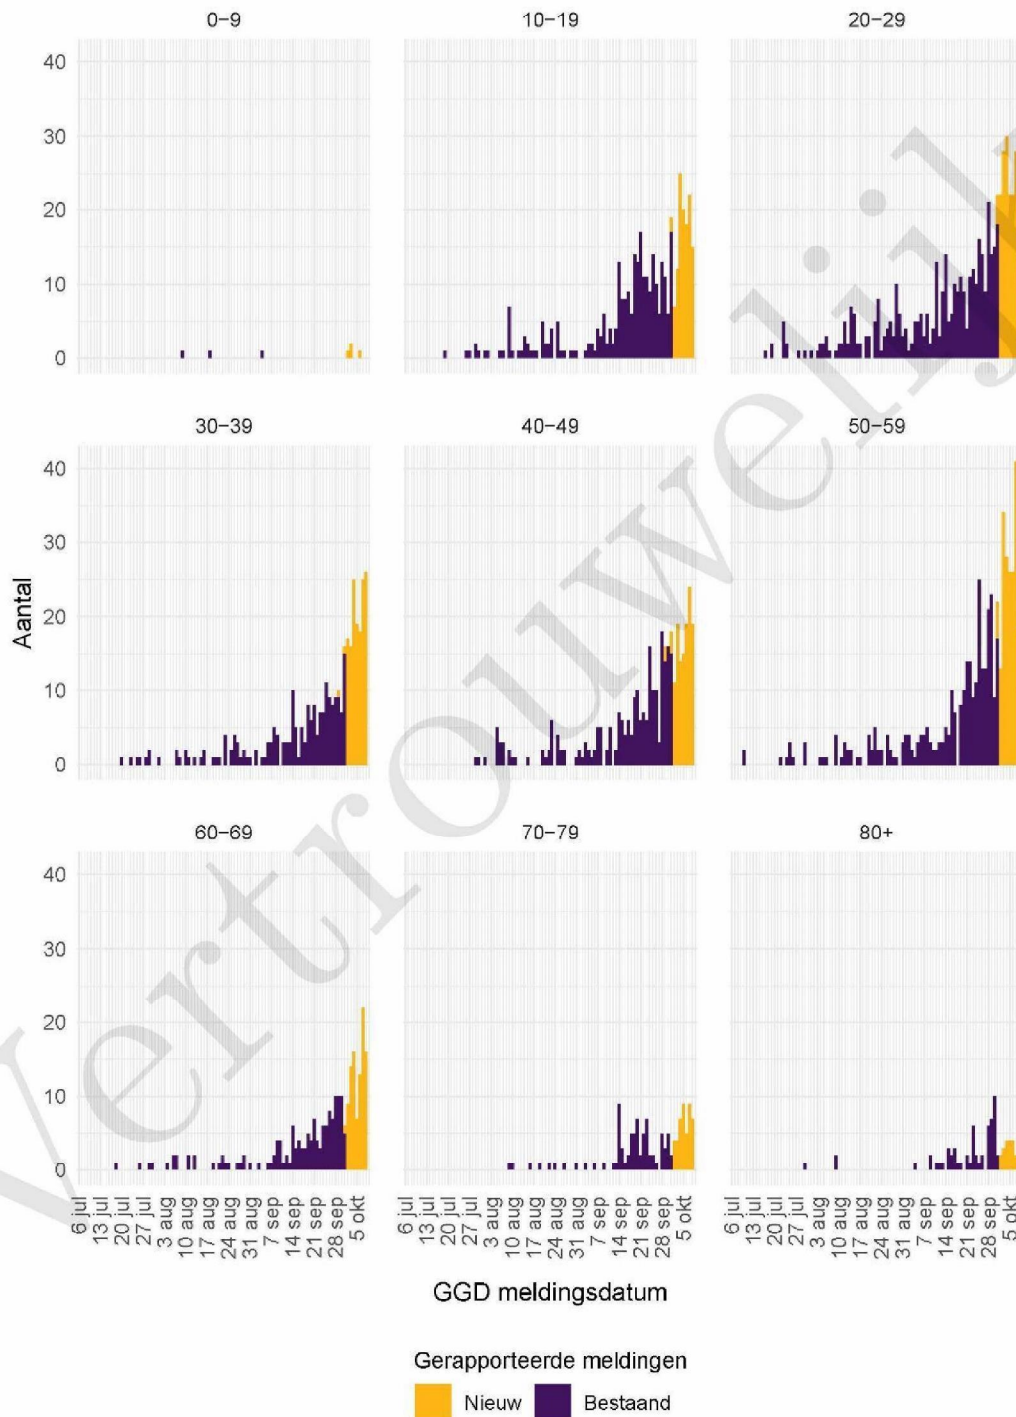 0−9 10−19 20−29
40
30
20
10
0
30−39 40−49 50−59
40
30
20
10
0
Aantal
60−69 70−79 80+
40
30
20
10
0
6 jul 13 jul 20 jul 27 jul 3 aug 10 aug 17 aug 24 aug 31 aug 7 sep 14 sep 21 sep 28 sep 5 okt
6 jul 13 jul 20 jul 27 jul 3 aug 10 aug 17 aug 24 aug 31 aug 7 sep 14 sep 21 sep 28 sep 5 okt
6 jul 13 jul 20 jul 27 jul 3 aug 10 aug 17 aug 24 aug 31 aug 7 sep 14 sep 21 sep 28 sep
GGD meldingsdatum
Gerapporteerde meldingen
Nieuw Bestaand
Vertrouwelijk